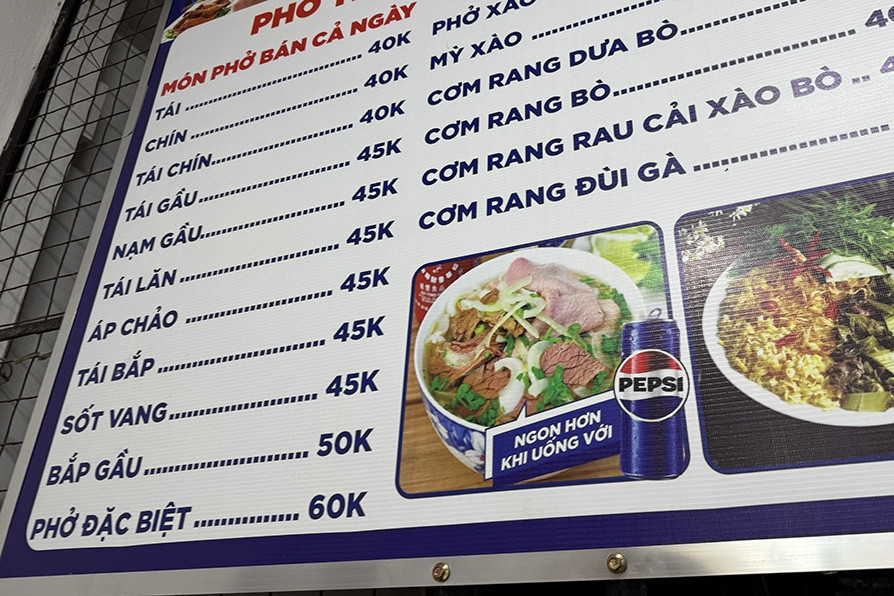 PHỞ
MÓN PHỞ BÁN CẢ NGÀY
TÁI .............................. 40K
CHÍN .............................. 40K
TÁI CHÍN.............................. 40K
TÁI GẦU.............................. 45K
NẠM GẦU.............................. 45K
TÁI LĂN .............................. 45K
ÁP CHẢO .............................. 45K
TÁI BẮP .............................. 45K
SỐT VANG.............................. 45K
BẮP GẦU.............................. 50K
PHỞ ĐẶC BIỆT ................ 60K
PHỞ XÀO
MỲ XÀO ..............................
CƠM RANG DƯA BÒ..............................
CƠM RANG BÒ..............................
CƠM RANG RAU CẢI XÀO BÒ ..
CƠM RANG ĐÙI GÀ ..............................
NGON HƠN
KHI UỐNG VỚI
PEPSI